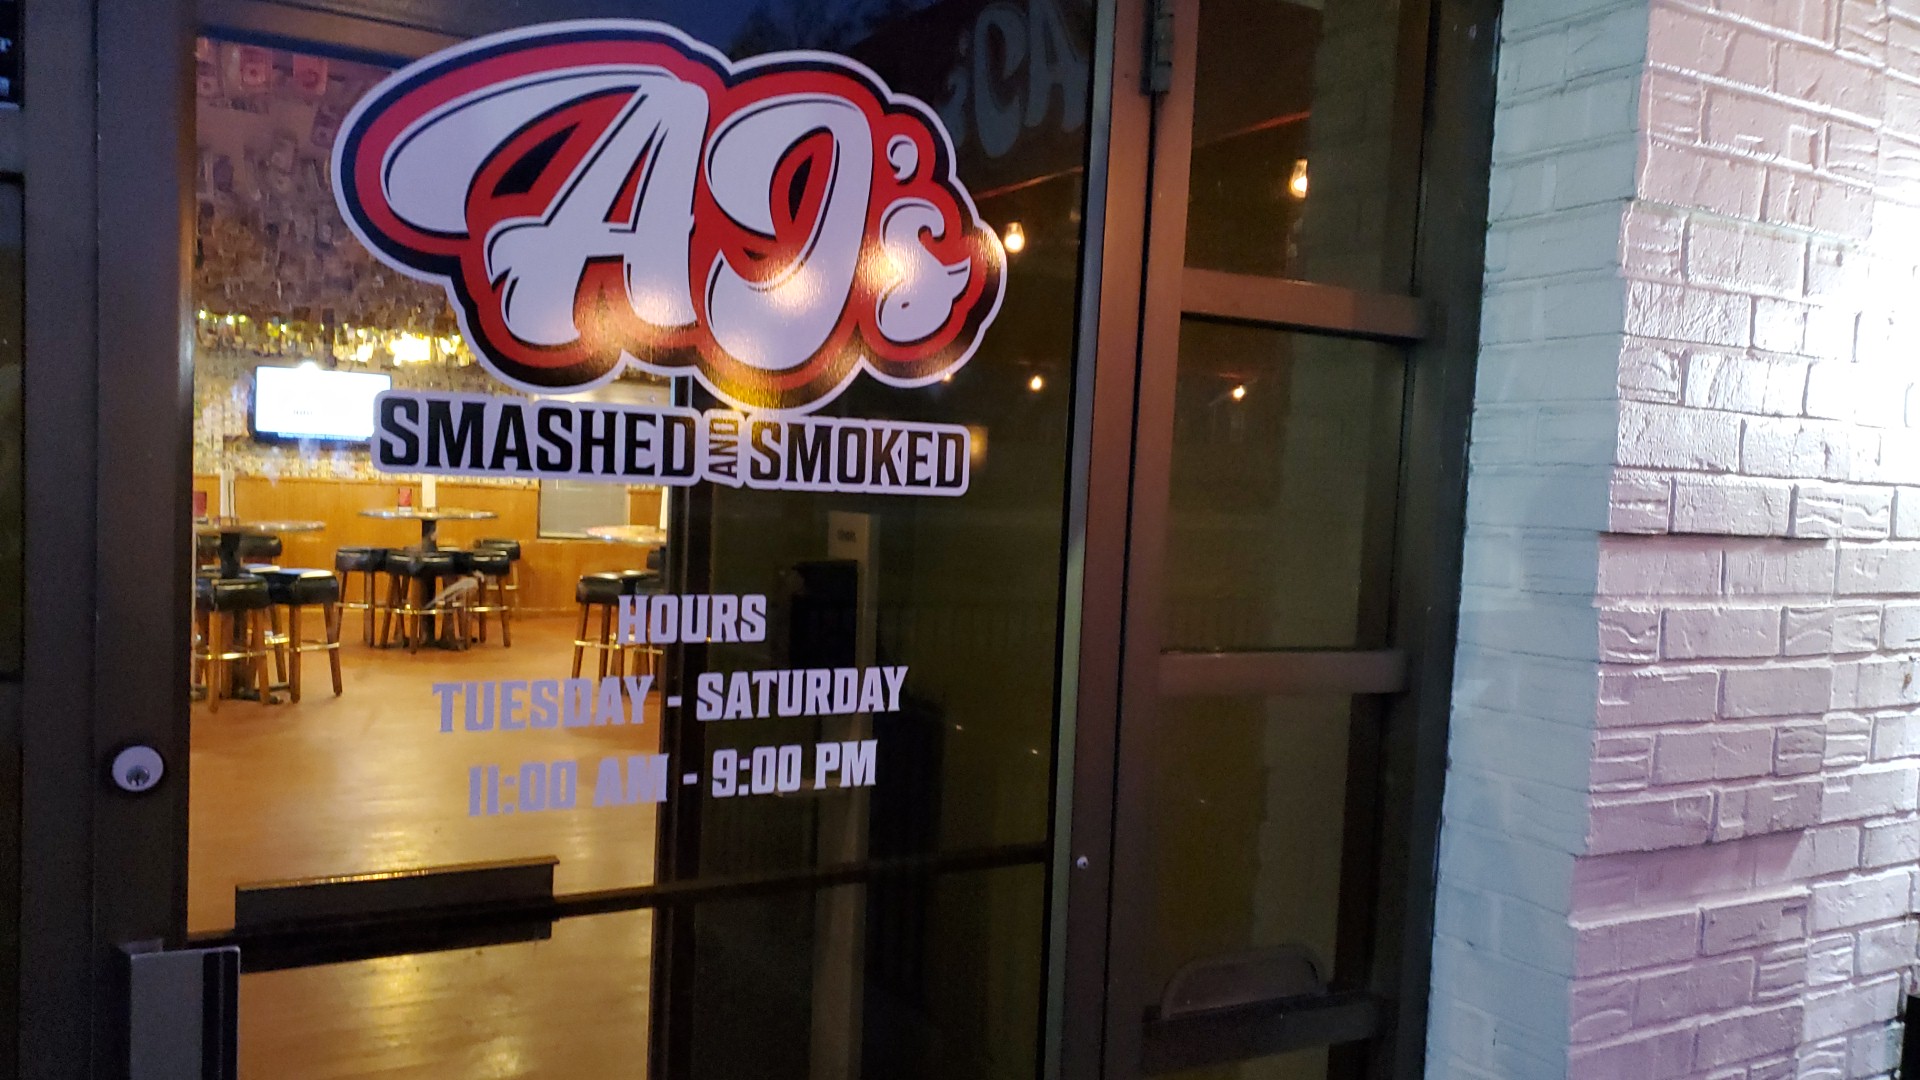 AJ's
SMASHED AND SMOKED
HOURS
TUESDAY - SATURDAY
11:00 AM - 9:00 PM